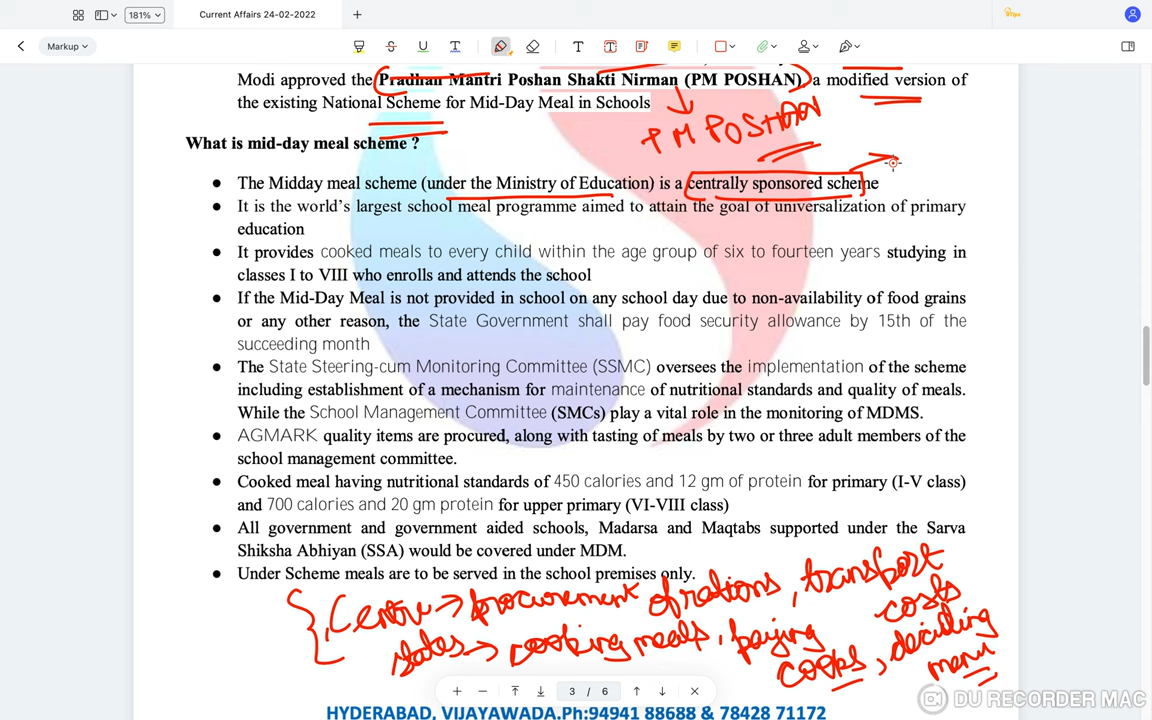 181%
Current Affairs 24-02-2022
Markup
Modi approved the Pradhan Mantri Poshan Shakti Nirman (PM POSHAN), a modified version of
the existing National Scheme for Mid-Day Meal in Schools
PM POSHAN
What is mid-day meal scheme ?
● The Midday meal scheme (under the Ministry of Education) is a centrally sponsored scheme
● It is the world's largest school meal programme aimed to attain the goal of universalization of primary
education
● It provides cooked meals to every child within the age group of six to fourteen years studying in
classes I to VIII who enrolls and attends the school
● If the Mid-Day Meal is not provided in school on any school day due to non-availability of food grains
or any other reason, the State Government shall pay food security allowance by 15th of the
succeeding month
● The State Steering-cum Monitoring Committee (SSMC) oversees the implementation of the scheme
including establishment of a mechanism for maintenance of nutritional standards and quality of meals.
While the School Management Committee (SMCs) play a vital role in the monitoring of MDMS.
● AGMARK quality items are procured, along with tasting of meals by two or three adult members of the
school management committee.
● Cooked meal having nutritional standards of 450 calories and 12 gm of protein for primary (I-V class)
and 700 calories and 20 gm protein for upper primary (VI-VIII class)
● All government and government aided schools, Madarsa and Maqtabs supported under the Sarva
Shiksha Abhiyan (SSA) would be covered under MDM.
● Under Scheme meals are to be served in the school premises only.
Centre → procurement of rations, transport
costs
states → cooking meals, paying
cooks, deciding
menu
3 / 6
DU RECORDER MAC
HYDERABAD, VIJAYAWADA.Ph:94941 88688 & 78428 71172